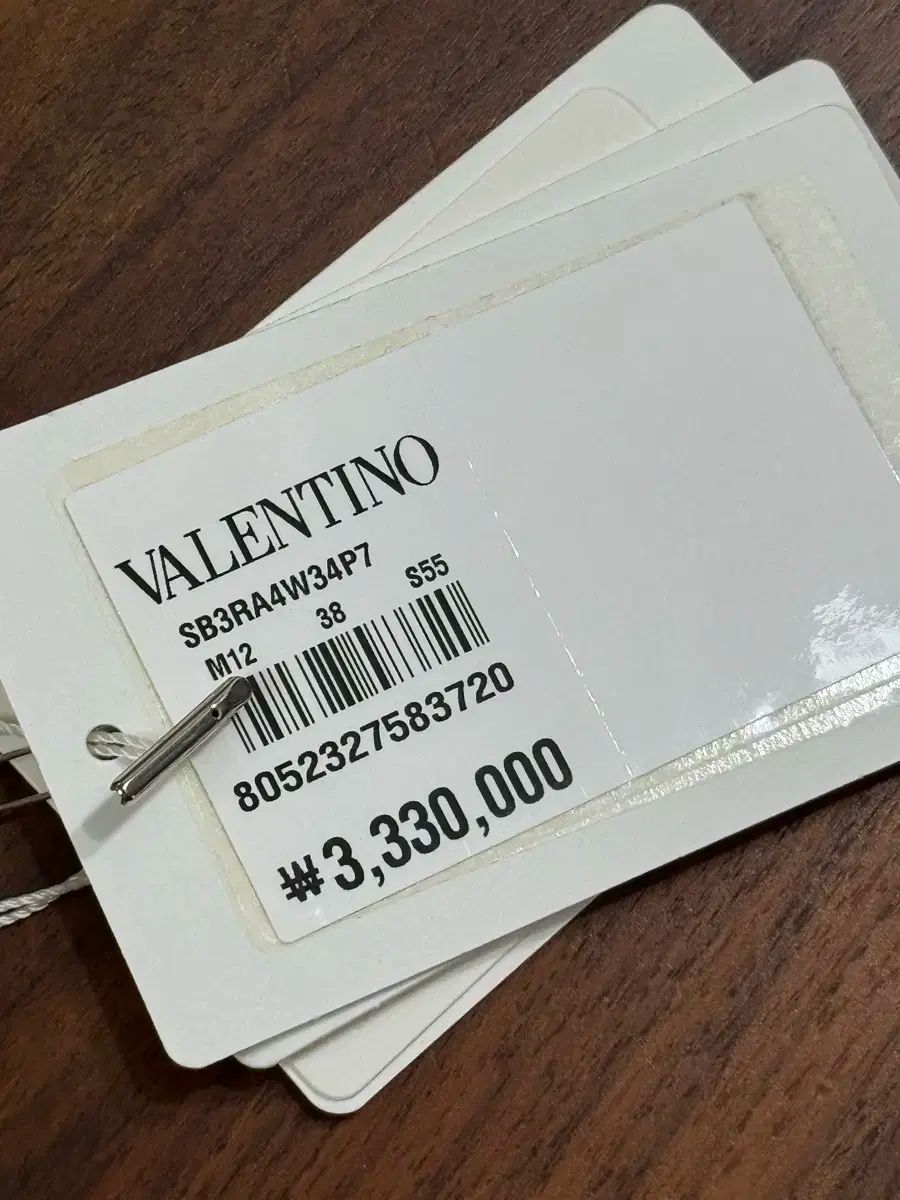 VALENTINO
SB3RA4W34P7
M12 38 S55
8052327583720
₩3,330,000